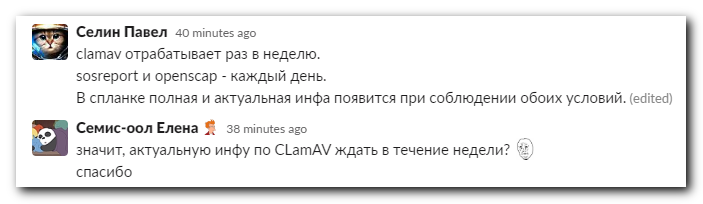 Селин Павел 40 minutes ago
clamav отрабатывает раз в неделю.
sosreport и openscap - каждый день.
В спланке полная и актуальная инфа появится при соблюдении обоих условий. (edited)
Семис-оол Елена 38 minutes ago
значит, актуальную инфу по CLamAV ждать в течение недели?
спасибо